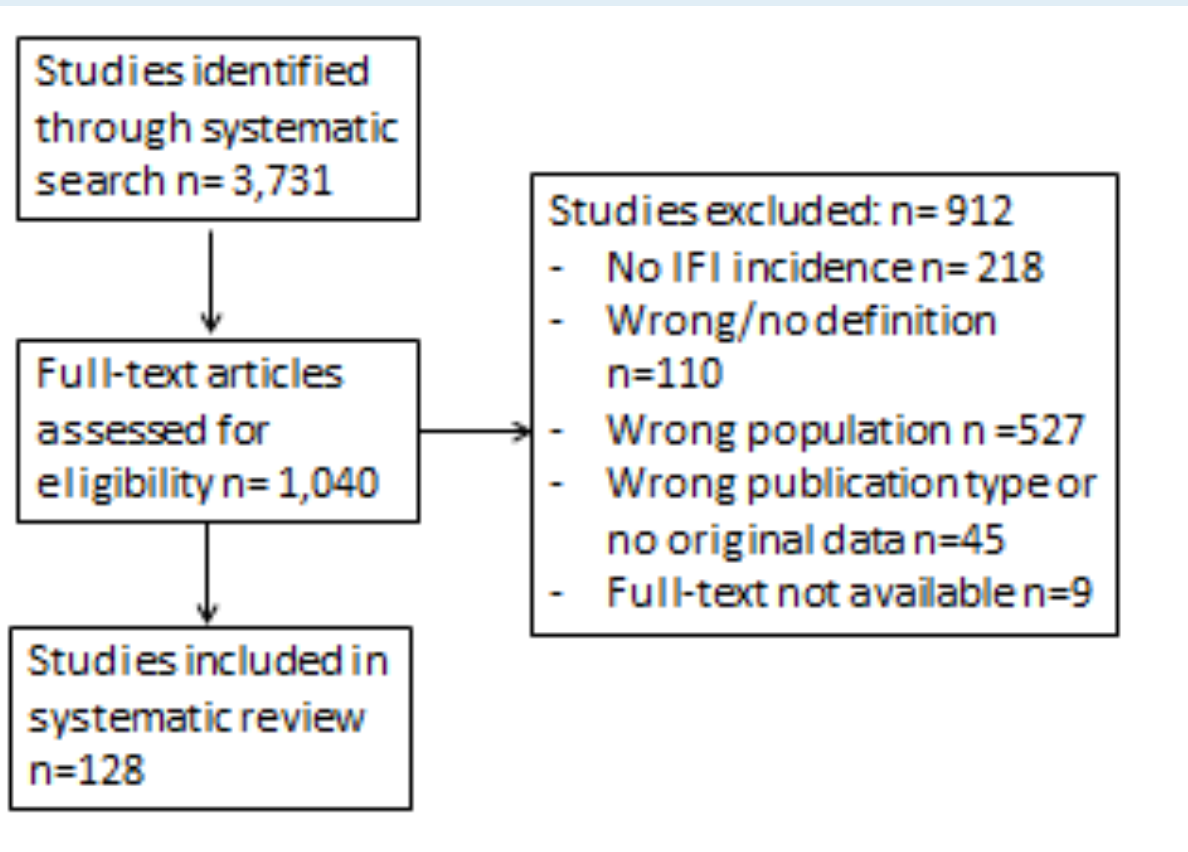 Studies identified
through systematic
search n= 3,731
Full-text articles
assessed for
eligibility n= 1,040
Studies excluded: n= 912
- No IFI incidence n= 218
- Wrong/no definition
n=110
- Wrong population n =527
- Wrong publication type or
no original data n=45
- Full-text not available n=9
Studies included in
systematic review
n=128